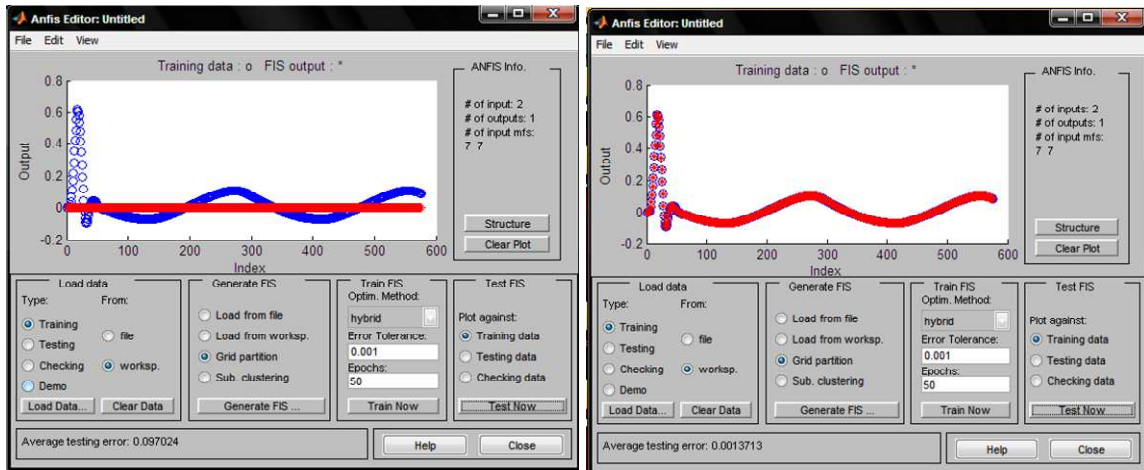 Anfis Editor: Untitled
File Edit View
Training data : o FIS output : *
0.8
0.6
0.4
0.2
0
-0.2
Output
0 100 200 300 400 500 600
Index
ANFIS Info.
# of input: 2
# of outputs: 1
# of input mfs:
7 7
Structure
Clear Plot
Load data
Type: From:
Training
Testing
Checking
Demo
file
worksp.
Load Data... Clear Data
Generate FIS
Load from file
Load from worksp.
Grid partition
Sub. clustering
Generate FIS ...
Train FIS
Optim. Method:
hybrid
Error Tolerance:
0.001
Epochs:
50
Train Now
Test FIS
Plot against:
Training data
Testing data
Checking data
Test Now
Average testing error: 0.097024
Help Close
Anfis Editor: Untitled
File Edit View
Training data : o FIS output : *
0.8
0.6
0.4
0.2
0
-0.2
Output
0 100 200 300 400 500 600
Index
ANFIS Info.
# of inputs: 2
# of outputs: 1
# of input mfs:
7 7
Structure
Clear Plot
Load data
Type: From:
Training
Testing
Checking
Demo
file
worksp.
Load Data... Clear Data
Generate FIS
Load from file
Load from worksp.
Grid partition
Sub. clustering
Generate FIS ...
Train FIS
Optim. Method:
hybrid
Error Tolerance:
0.001
Epochs:
50
Train Now
Test FIS
Plot against:
Training data
Testing data
Checking data
Test Now
Average testing error: 0.0013713
Help Close